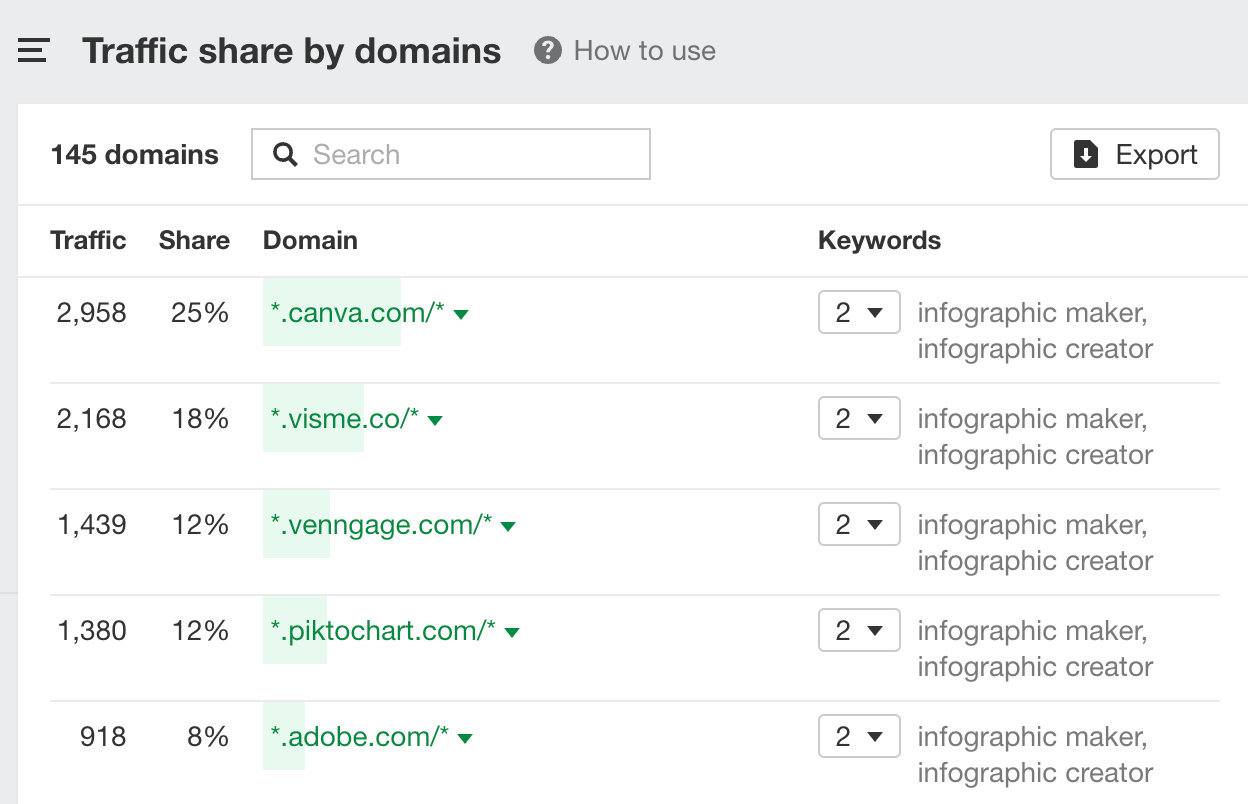 Traffic share by domains ? How to use
145 domains Search Export
Traffic Share Domain Keywords
2,958 25% *.canva.com/* 2 infographic maker,
infographic creator
2,168 18% *.visme.co/* 2 infographic maker,
infographic creator
1,439 12% *.venngage.com/* 2 infographic maker,
infographic creator
1,380 12% *.piktochart.com/* 2 infographic maker,
infographic creator
918 8% *.adobe.com/* 2 infographic maker,
infographic creator